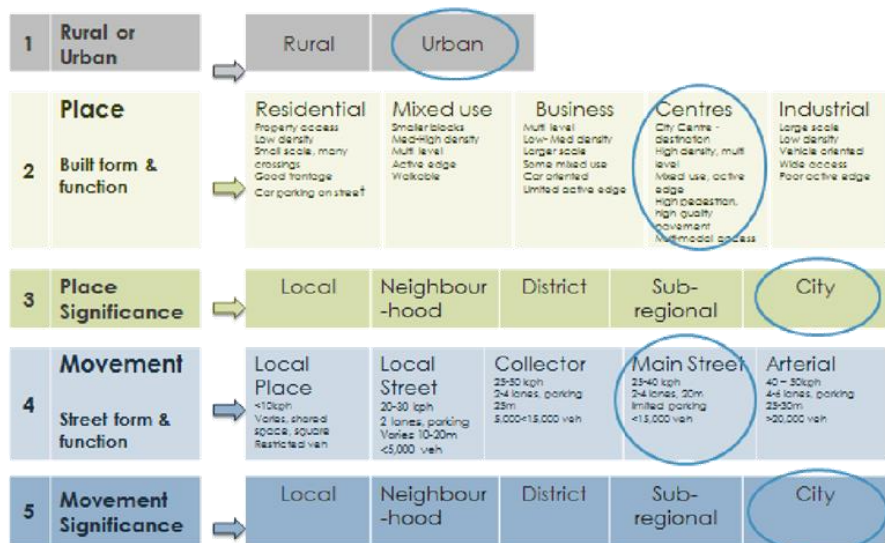 1
Rural or
Urban
Rural
Urban
2
Place
Built form &
function
Residential
Property access
Low density
Small scale, many
crossings
Good frontage
Car parking on street†
Mixed use
Smaller blocks
Med-High density
Multi level
Active edge
Walkable
Business
Multi level
Low- Med density
Larger scale
Some mixed use
Car oriented
Limited active edge
Centres
City Centre -
destination
High density, multi
level
Mixed use, active
edge
High pedestrian,
high quality
pavement
Multi-modal access
Industrial
Large scale
Low density
Vehicle oriented
Wide access
Poor active edge
3
Place
Significance
Local
Neighbour
-hood
District
Sub-
regional
City
4
Movement
Street form &
function
Local
Place
<10kph
Varies, shared
space, square
Restricted veh
Local
Street
20-30 kph
2 lanes, parking
Varies 10-20m
<5,000 veh
Collector
25-50 kph
2-4 lanes, parking
25m
5,000<15,000 veh
Main Street
25-40 kph
2-4 lanes, 20m
limited parking
<15,000 veh
Arterial
40 – 50kph
4-6 lanes, parking
25-30m
>20,000 veh
5
Movement
Significance
Local
Neighbour
-hood
District
Sub-
regional
City